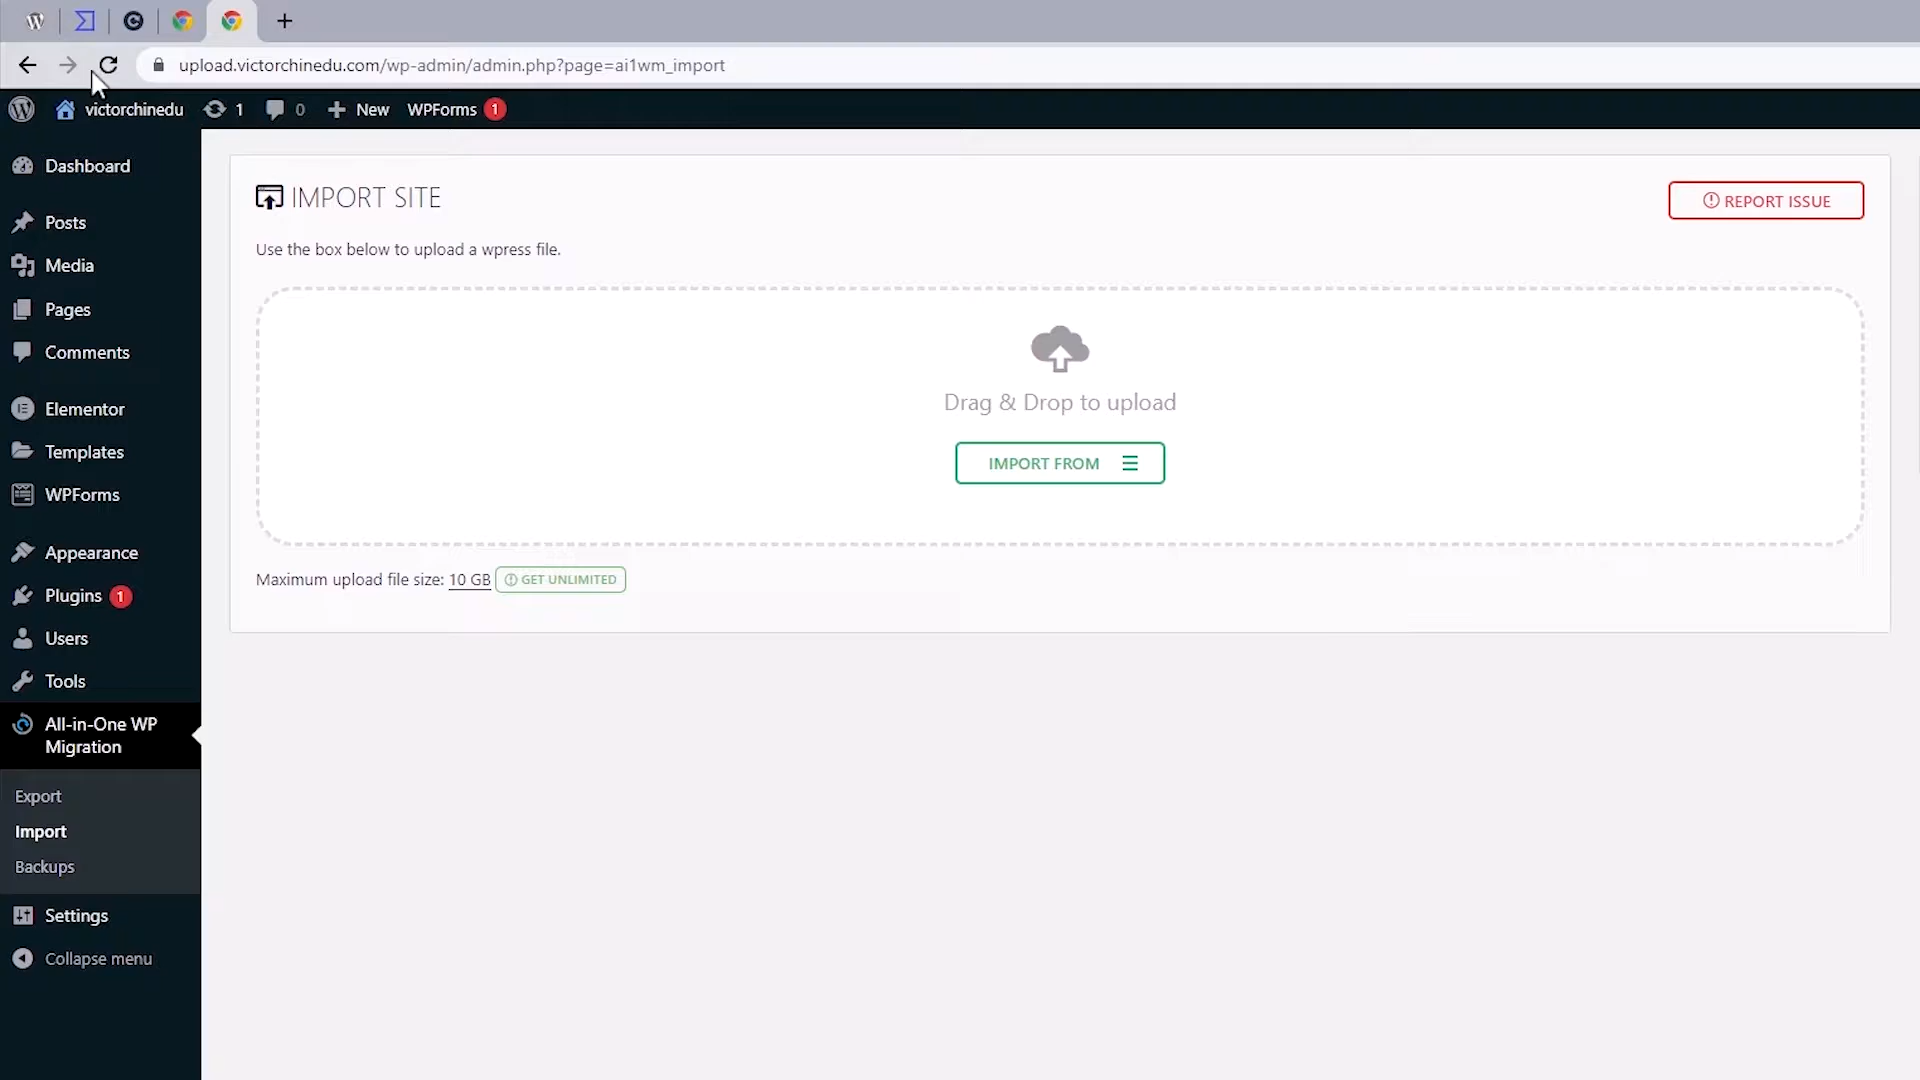 upload.victorchinedu.com/wp-admin/admin.php?page=ai1wm_import
victorchinedu 1 0 New WPForms 1
Dashboard
Posts
Media
Pages
Comments
Elementor
Templates
WPForms
Appearance
Plugins 1
Users
Tools
All-in-One WP
Migration
Export
Import
Backups
Settings
Collapse menu
IMPORT SITE
REPORT ISSUE
Use the box below to upload a wpress file.
Drag & Drop to upload
IMPORT FROM
Maximum upload file size: 10 GB GET UNLIMITED